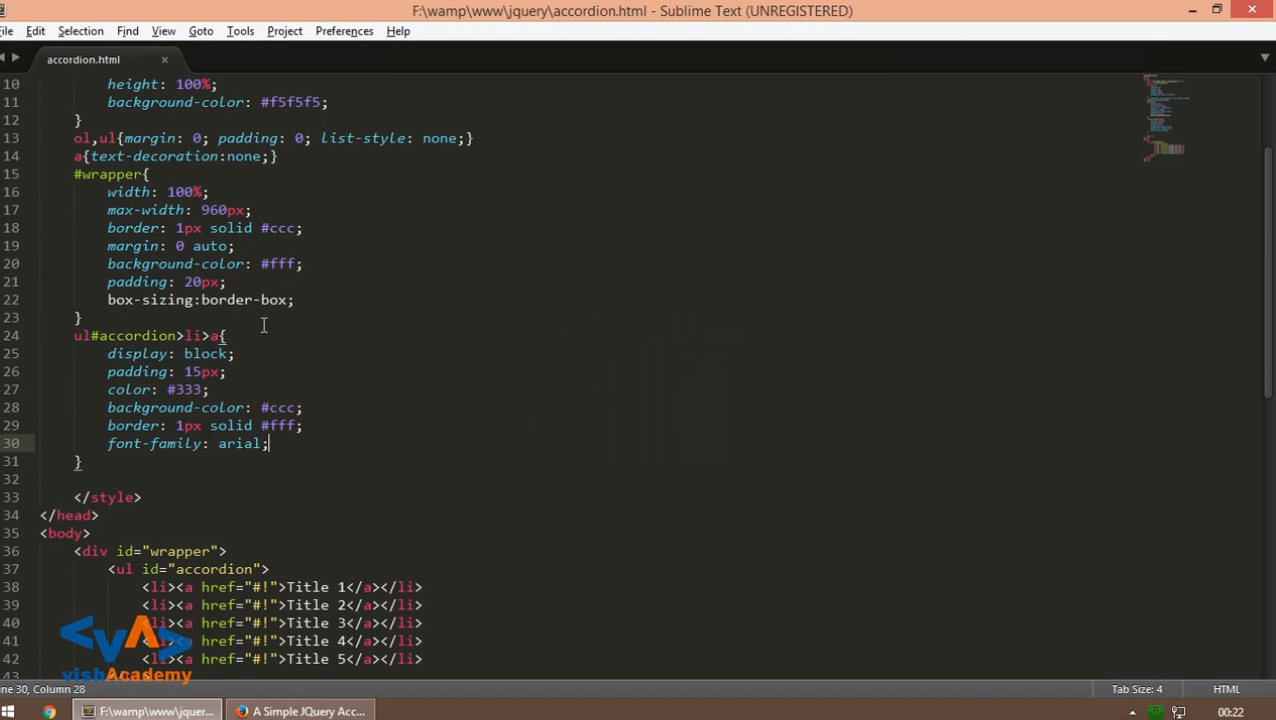 F:\wamp\www\jquery\accordion.html - Sublime Text (UNREGISTERED)
ile Edit Selection Find View Goto Tools Project Preferences Help
accordion.html
10 height: 100%;
11 background-color: #f5f5f5;
12 }
13 ol,ul{margin: 0; padding: 0; list-style: none;}
14 a{text-decoration:none;}
15 #wrapper{
16 width: 100%;
17 max-width: 960px;
18 border: 1px solid #ccc;
19 margin: 0 auto;
20 background-color: #fff;
21 padding: 20px;
22 box-sizing:border-box;
23 }
24 ul#accordion>li>a{
25 display: block;
26 padding: 15px;
27 color: #333;
28 background-color: #ccc;
29 border: 1px solid #fff;
30 font-family: arial;
31 }
32
33 </style>
34 </head>
35 <body>
36 <div id="wrapper">
37 <ul id="accordion">
38 <li><a href="#!">Title 1</a></li>
39 <li><a href="#!">Title 2</a></li>
40 <li><a href="#!">Title 3</a></li>
41 <li><a href="#!">Title 4</a></li>
42 <li><a href="#!">Title 5</a></li>
43
<vA>
vishAcademy
ine 30, Column 28 Tab Size: 4 HTML
F:\wamp\www\jquer... A Simple JQuery Acc... 00:22